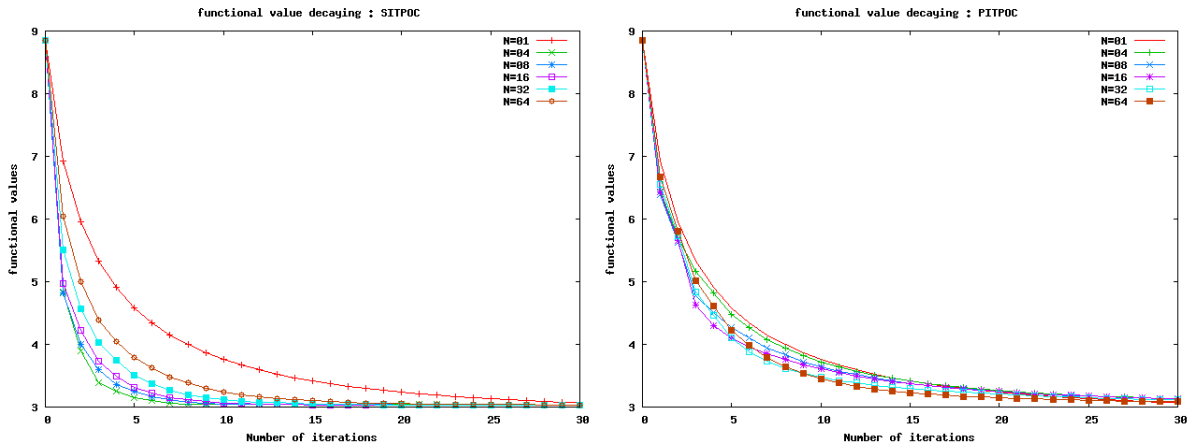 functional value decaying : SITPOC
9
8
7
6
5
4
3
functional values
0
5
10
15
20
25
30
Number of iterctions
N=01
N=04
N=08
N=16
N=32
N=64
functional value decaying : PITPOC
9
8
7
6
5
4
3
functional values
0
5
10
15
20
25
30
Number of iterctions
N=01
N=04
N=08
N=16
N=32
N=64